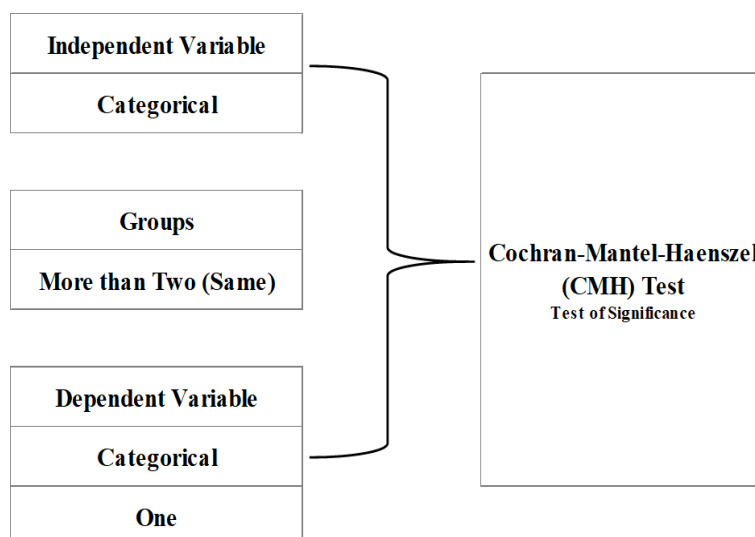 Independent Variable
Categorical
Groups
More than Two (Same)
Dependent Variable
Categorical
One
Cochran-Mantel-Haenszel
(CMH) Test
Test of Significance